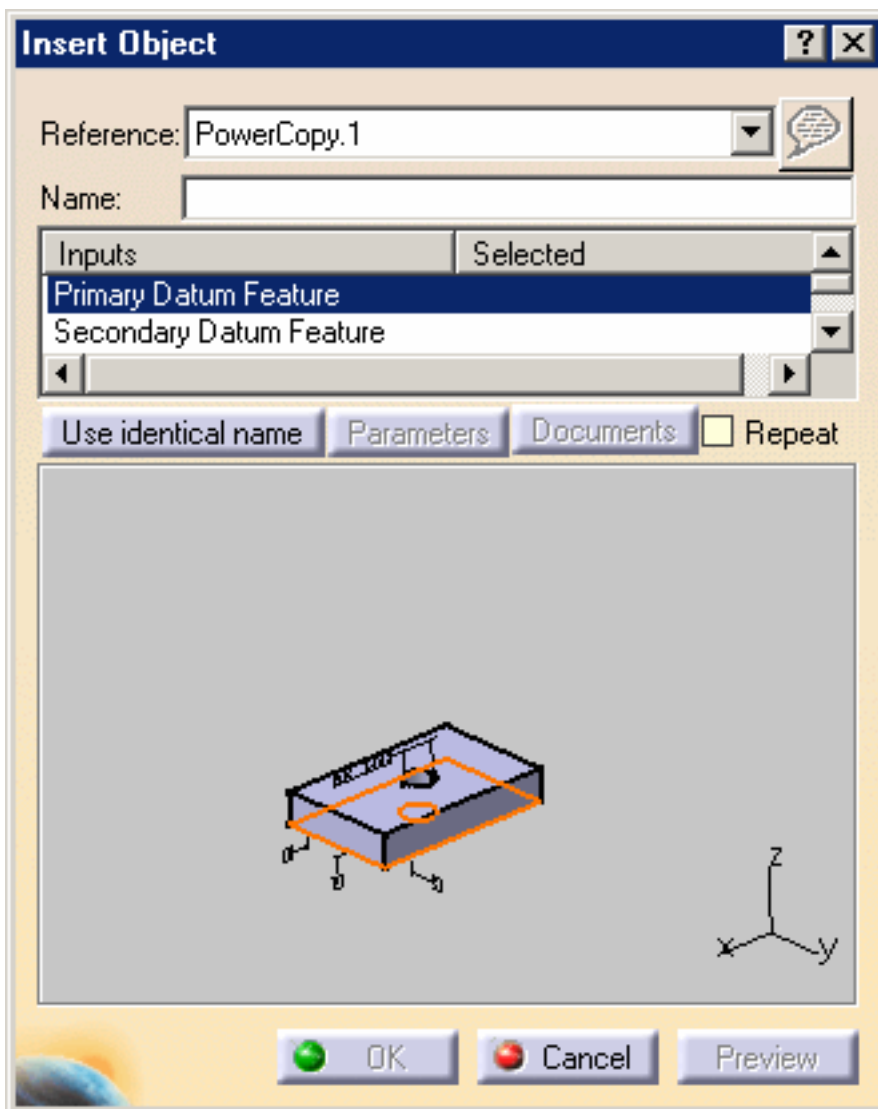 Insert Object
Reference: PowerCopy.1
Name:
Inputs Selected
Primary Datum Feature
Secondary Datum Feature
Use identical name Parameters Documents Repeat
z
x y
OK Cancel Preview